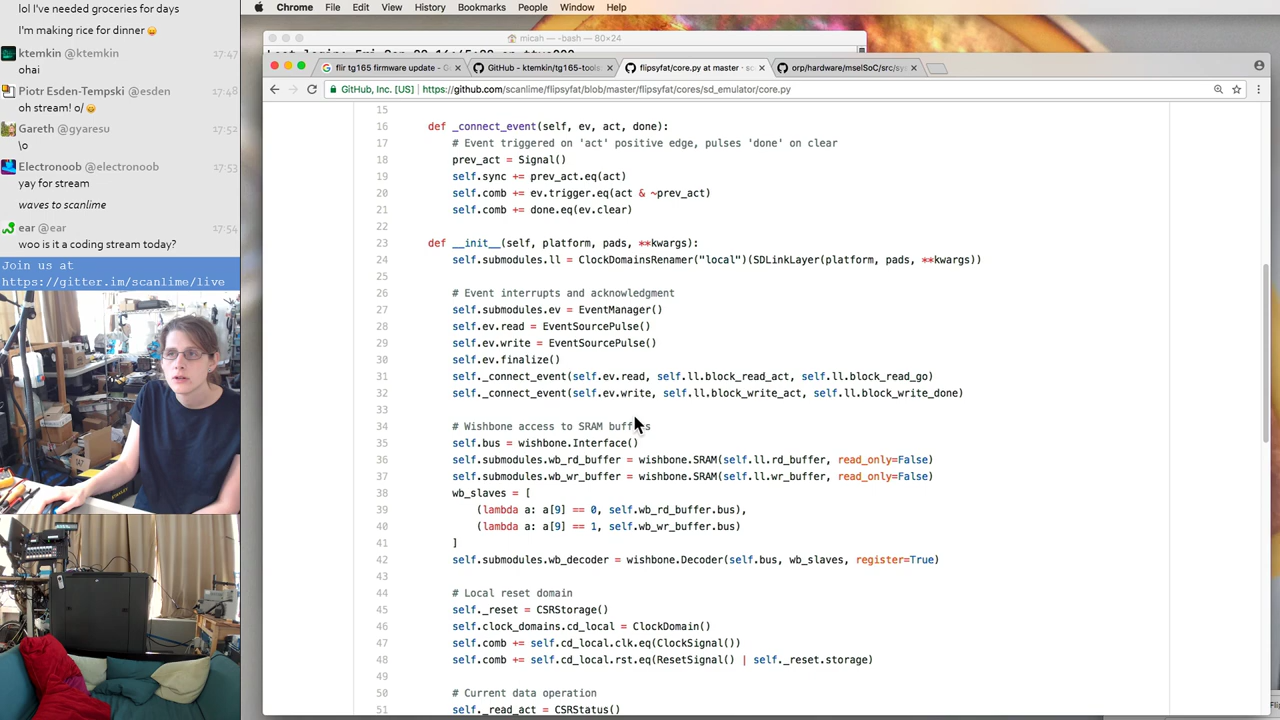 lol I've needed groceries for days
I'm making rice for dinner
ktemkin @ktemkin 17:47
ohai
Piotr Esden-Tempski @esden 17:48
oh stream! o/
Gareth @gyaresu 17:52
\o
Electronoob @electronoob 17:53
yay for stream
waves to scanlime
ear @ear 17:54
woo is it a coding stream today?
Join us at
https://gitter.im/scanlime/live
Chrome File Edit View History Bookmarks People Window Help
micah — -bash — 80×24
flir tg165 firmware update - G
GitHub - ktemkin/tg165-tools
flipsyfat/core.py at master · sc
orp/hardware/mselSoC/src/sys
GitHub, Inc. [US] https://github.com/scanlime/flipsyfat/blob/master/flipsyfat/cores/sd_emulator/core.py
15
16 def _connect_event(self, ev, act, done):
17 # Event triggered on 'act' positive edge, pulses 'done' on clear
18 prev_act = Signal()
19 self.sync += prev_act.eq(act)
20 self.comb += ev.trigger.eq(act & ~prev_act)
21 self.comb += done.eq(ev.clear)
22
23 def __init__(self, platform, pads, **kwargs):
24 self.submodules.ll = ClockDomainsRenamer("local")(SDLinkLayer(platform, pads, **kwargs))
25
26 # Event interrupts and acknowledgment
27 self.submodules.ev = EventManager()
28 self.ev.read = EventSourcePulse()
29 self.ev.write = EventSourcePulse()
30 self.ev.finalize()
31 self._connect_event(self.ev.read, self.ll.block_read_act, self.ll.block_read_go)
32 self._connect_event(self.ev.write, self.ll.block_write_act, self.ll.block_write_done)
33
34 # Wishbone access to SRAM buffers
35 self.bus = wishbone.Interface()
36 self.submodules.wb_rd_buffer = wishbone.SRAM(self.ll.rd_buffer, read_only=False)
37 self.submodules.wb_wr_buffer = wishbone.SRAM(self.ll.wr_buffer, read_only=False)
38 wb_slaves = [
39 (lambda a: a[9] == 0, self.wb_rd_buffer.bus),
40 (lambda a: a[9] == 1, self.wb_wr_buffer.bus)
41 ]
42 self.submodules.wb_decoder = wishbone.Decoder(self.bus, wb_slaves, register=True)
43
44 # Local reset domain
45 self._reset = CSRStorage()
46 self.clock_domains.cd_local = ClockDomain()
47 self.comb += self.cd_local.clk.eq(ClockSignal())
48 self.comb += self.cd_local.rst.eq(ResetSignal() | self._reset.storage)
49
50 # Current data operation
51 self._read_act = CSRStatus()